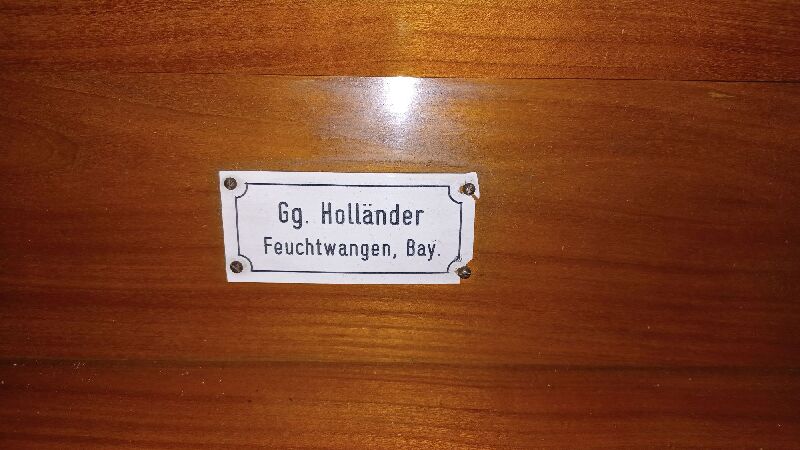 Gg. Holländer
Feuchtwangen, Bay.